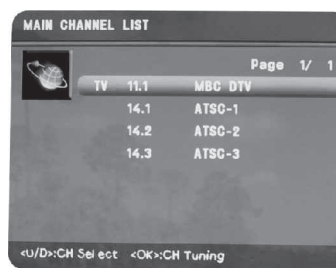 MAIN CHANNEL LIST
Page 1/ 1
TV 11.1 MBC DTV
14.1 ATSC-1
14.2 ATSC-2
14.3 ATSC-3
<U/D>:CH Select <OK>:CH Tuning